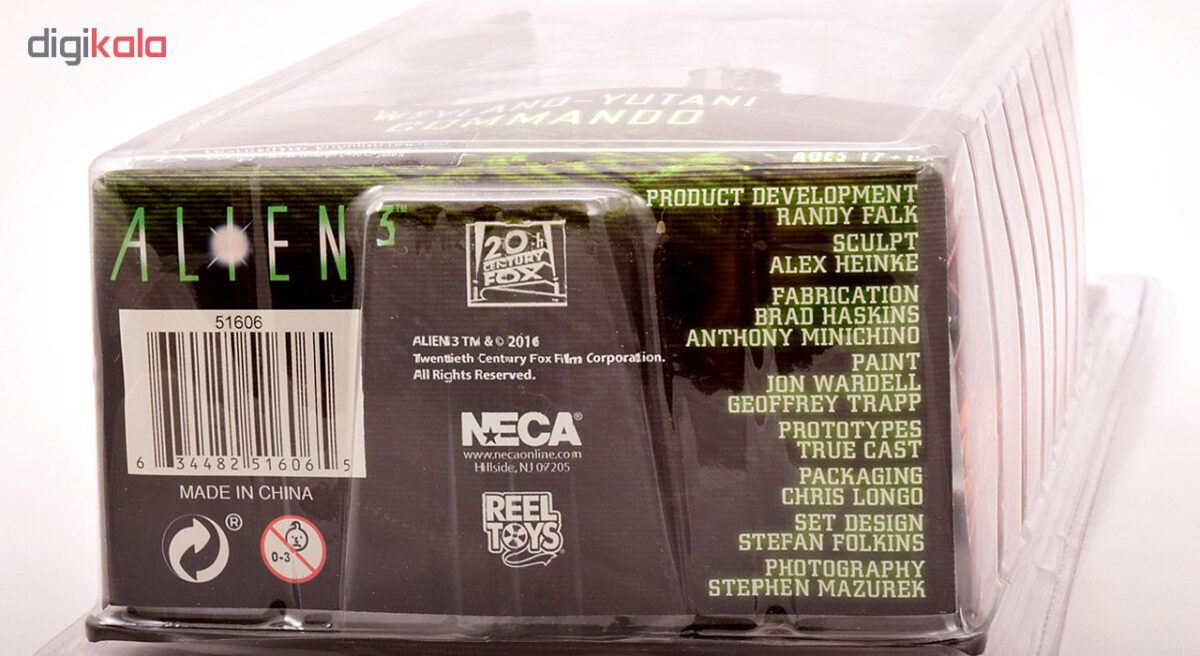 digikala
WEYLAND-YUTANI
COMMANDO
AGES 17+
ALIEN 3™
51606
6 34482 51606 5
MADE IN CHINA
®
0-3
20th
CENTURY
FOX
ALIEN 3 TM & © 2016
Twentieth Century Fox Film Corporation.
All Rights Reserved.
NECA®
www.necaonline.com
Hillside, NJ 07205
REEL
TOYS
PRODUCT DEVELOPMENT
RANDY FALK
SCULPT
ALEX HEINKE
FABRICATION
BRAD HASKINS
ANTHONY MINICHINO
PAINT
JON WARDELL
GEOFFREY TRAPP
PROTOTYPES
TRUE CAST
PACKAGING
CHRIS LONGO
SET DESIGN
STEFAN FOLKINS
PHOTOGRAPHY
STEPHEN MAZUREK